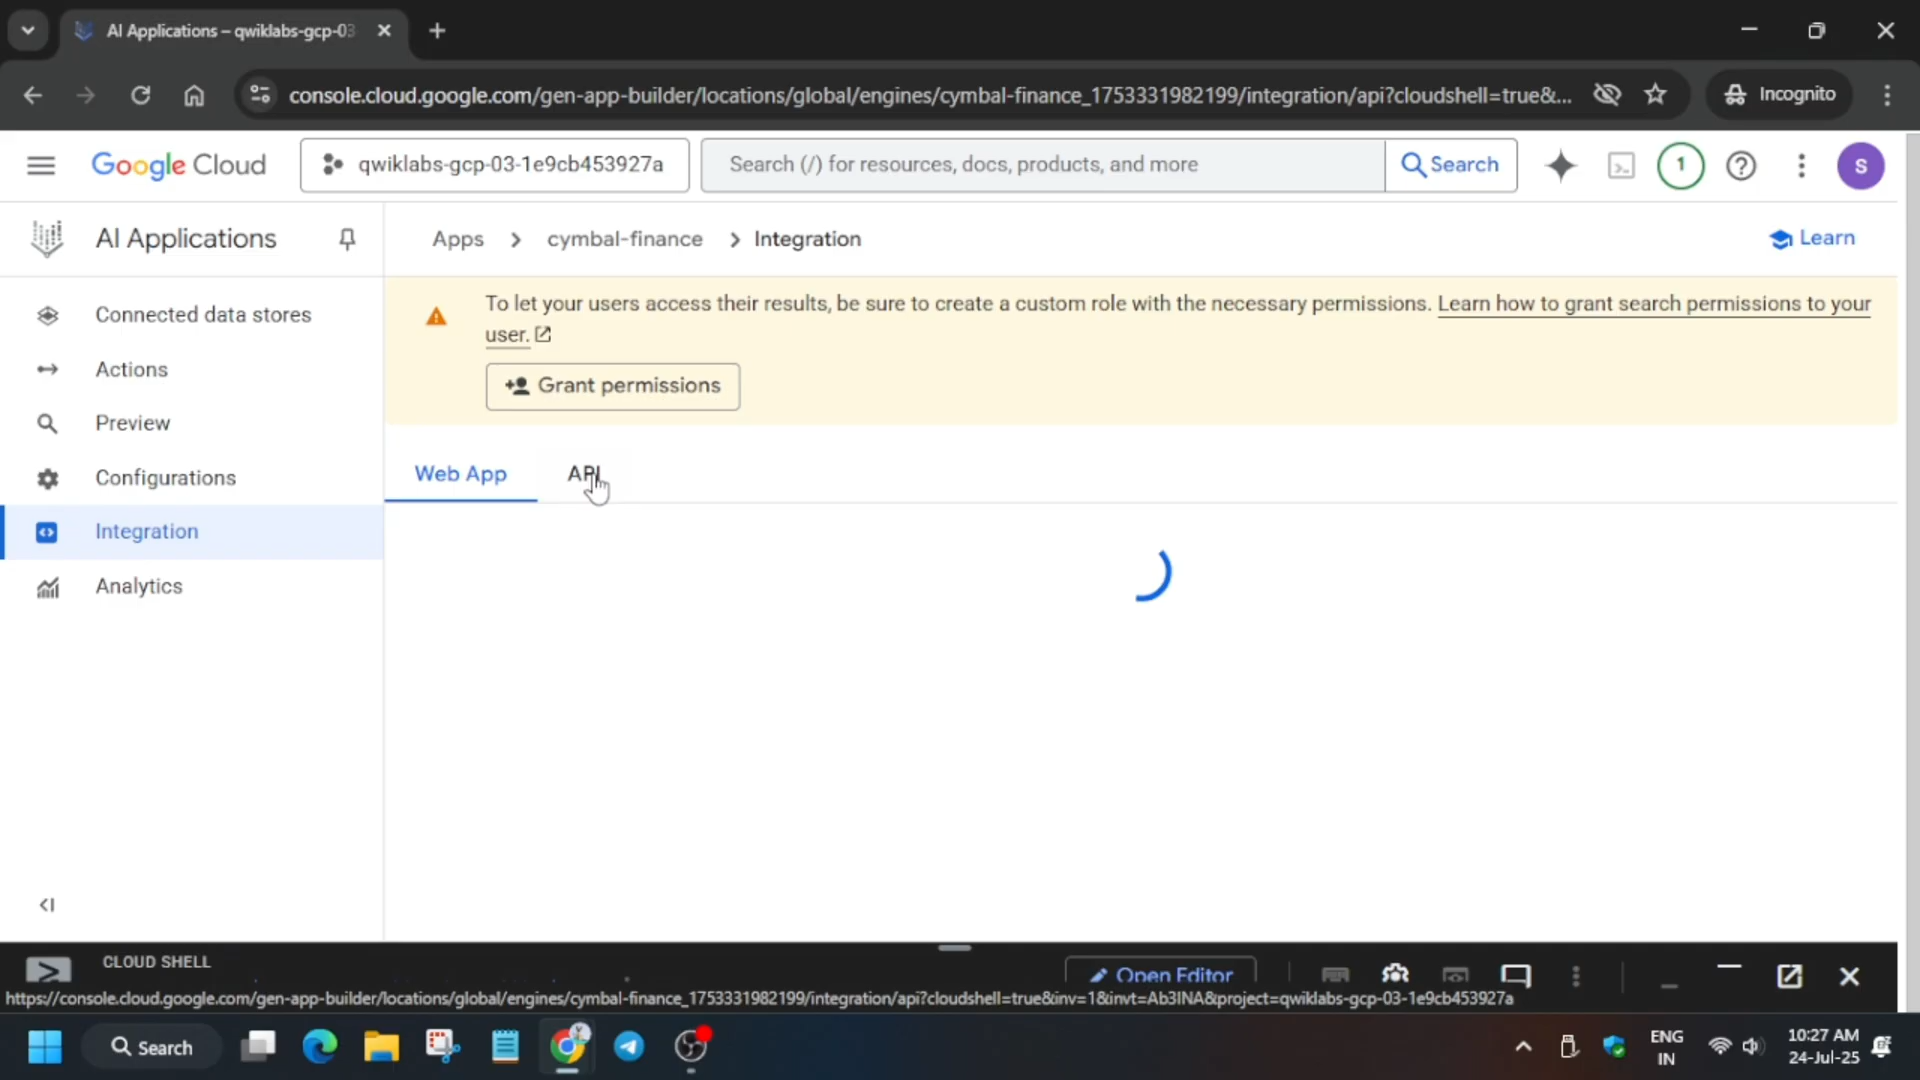 AI Applications – qwiklabs-gcp-03
console.cloud.google.com/gen-app-builder/locations/global/engines/cymbal-finance_1753331982199/integration/api?cloudshell=true&...
Incognito
Google Cloud
qwiklabs-gcp-03-1e9cb453927a
Search (/) for resources, docs, products, and more
Search
1
S
AI Applications
Apps > cymbal-finance > Integration
Learn
Connected data stores
Actions
Preview
Configurations
Integration
Analytics
To let your users access their results, be sure to create a custom role with the necessary permissions. Learn how to grant search permissions to your
user.
Grant permissions
Web App
API
CLOUD SHELL
Open Editor
https://console.cloud.google.com/gen-app-builder/locations/global/engines/cymbal-finance_1753331982199/integration/api?cloudshell=true&inv=1&invt=Ab3INA&project=qwiklabs-gcp-03-1e9cb453927a
Search
ENG
IN
10:27 AM
24-Jul-25